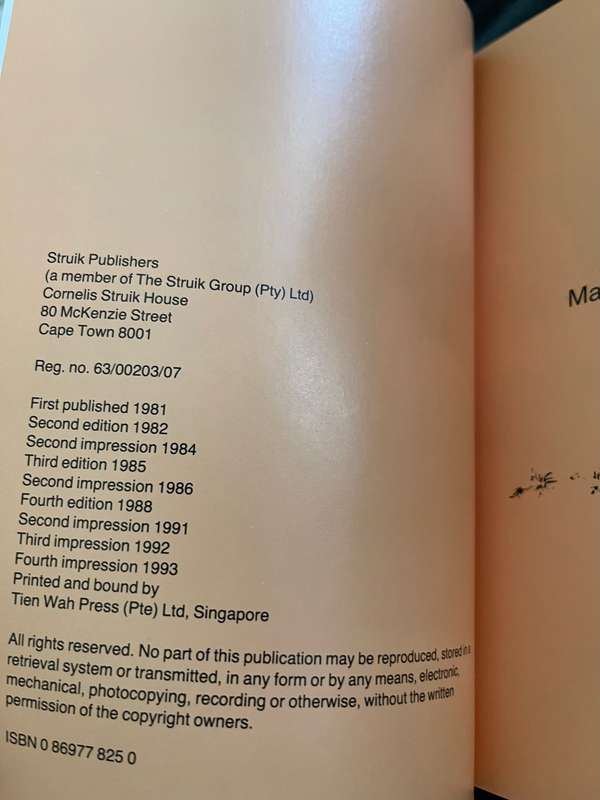 Struik Publishers
(a member of The Struik Group (Pty) Ltd)
Cornelis Struik House
80 McKenzie Street
Cape Town 8001
Reg. no. 63/00203/07
First published 1981
Second edition 1982
Second impression 1984
Third edition 1985
Second impression 1986
Fourth edition 1988
Second impression 1991
Third impression 1992
Fourth impression 1993
Printed and bound by
Tien Wah Press (Pte) Ltd, Singapore
All rights reserved. No part of this publication may be reproduced, stored in a
retrieval system or transmitted, in any form or by any means, electronic,
mechanical, photocopying, recording or otherwise, without the written
permission of the copyright owners.
ISBN 0 86977 825 0
Ma